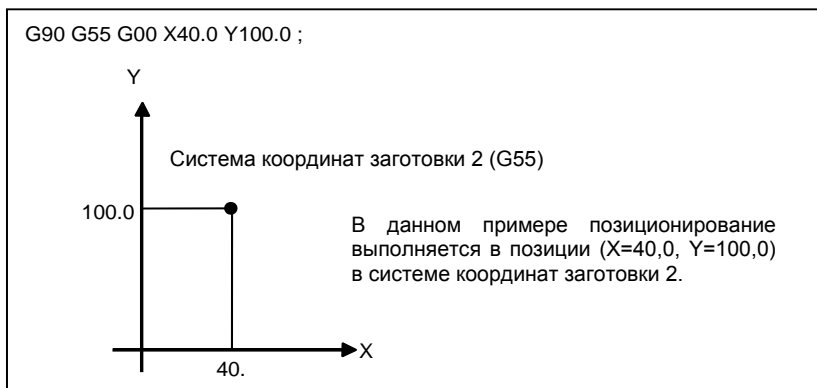 G90 G55 G00 X40.0 Y100.0 ;
Y
Система координат заготовки 2 (G55)
100.0
В данном примере позиционирование
выполняется в позиции (X=40,0, Y=100,0)
в системе координат заготовки 2.
X
40.